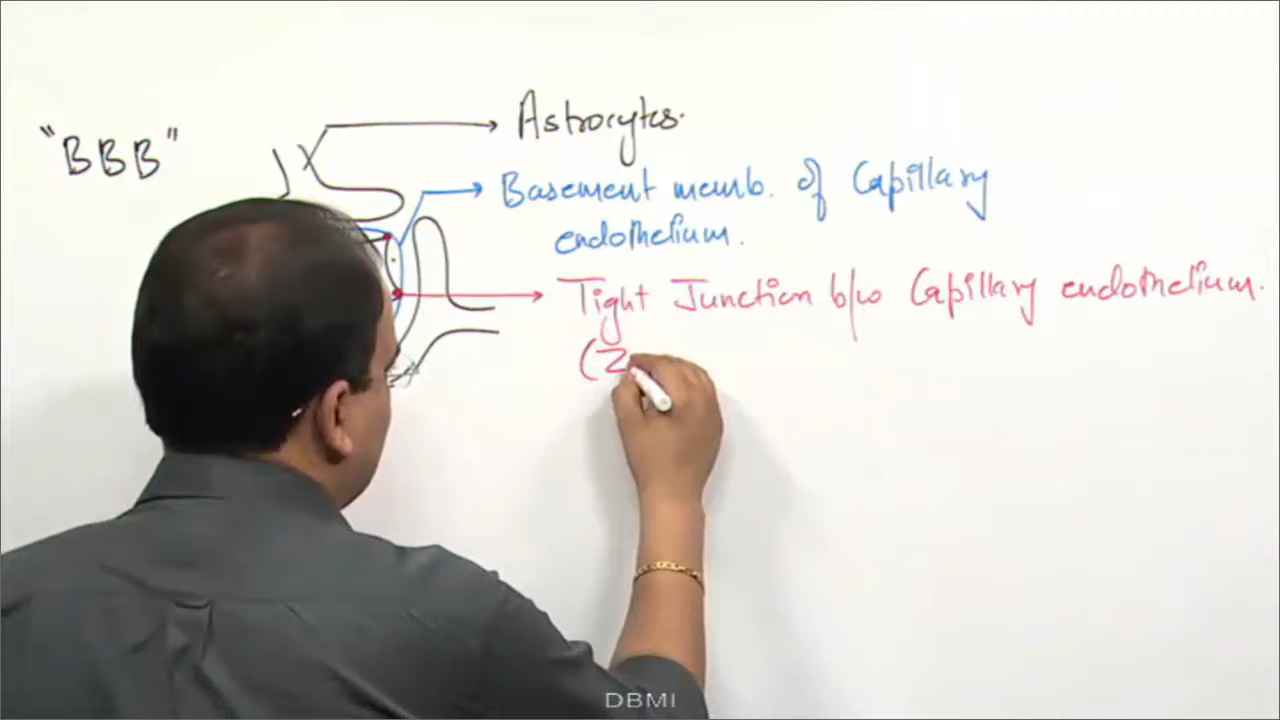 "BBB"
Astrocytes.
Basement memb. of Capillary
endothelium.
Tight Junction b/w Capillary endothelium.
(Z
DBMI